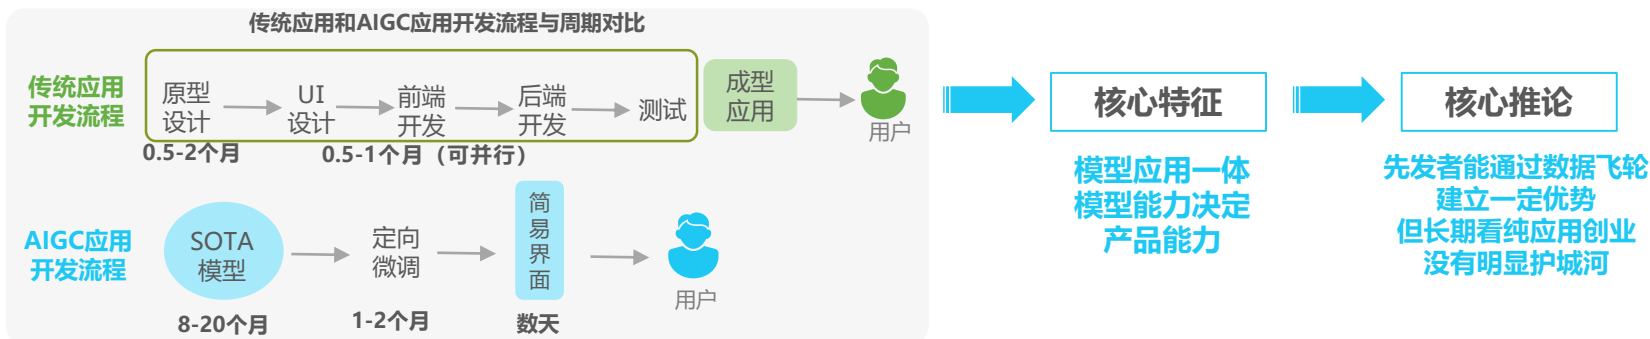 传统应用和AIGC应用开发流程与周期对比
传统应用
开发流程
原型
设计
UI
设计
前端
开发
后端
开发
测试
成型
应用
用户
0.5-2个月
0.5-1个月（可并行）
AIGC应用
开发流程
SOTA
模型
定向
微调
简
易
界
面
用户
8-20个月
1-2个月
数天
核心特征
模型应用一体
模型能力决定
产品能力
核心推论
先发者能通过数据飞轮
建立一定优势
但长期看纯应用创业
没有明显护城河